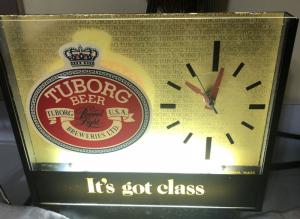 TUBORG
BEER
TUBORG
U.S.A.
BREWERIES LTD.
It's got class